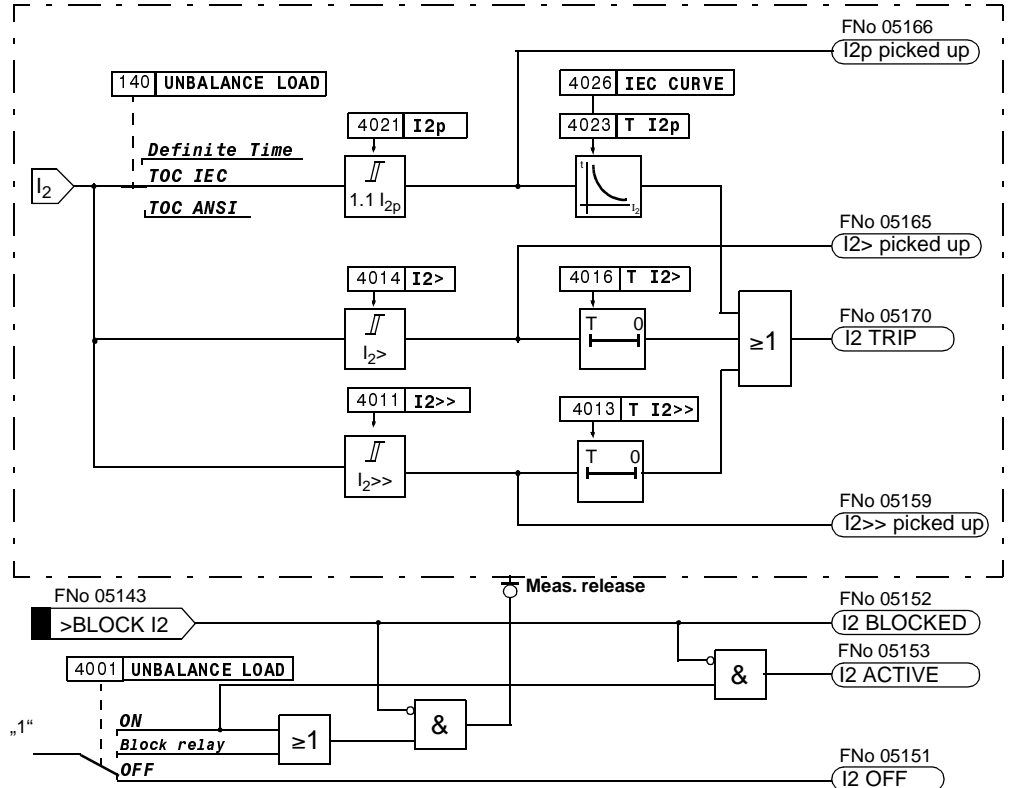 FNo 05166
I2p picked up
140 UNBALANCE LOAD
4026 IEC CURVE
4021 I2p
4023 T I2p
Definite Time
TOC IEC
TOC ANSI
I2
1.1 I2p
t
I2
FNo 05165
I2> picked up
4014 I2>
4016 T I2>
I2>
T 0
≥1
FNo 05170
I2 TRIP
4011 I2>>
4013 T I2>>
I2>>
T 0
FNo 05159
I2>> picked up
Meas. release
FNo 05143
>BLOCK I2
FNo 05152
I2 BLOCKED
FNo 05153
I2 ACTIVE
4001 UNBALANCE LOAD
&
&
„1“
ON
Block relay
OFF
≥1
FNo 05151
I2 OFF